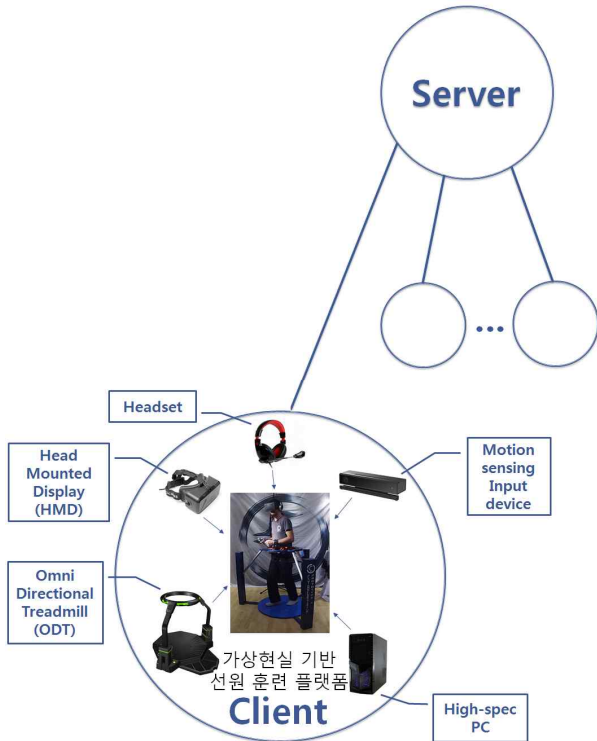 Server
...
Headset
Head
Mounted
Display
(HMD)
Motion
sensing
Input
device
Omni
Directional
Treadmill
(ODT)
가상현실 기반
선원 훈련 플랫폼
Client
High-spec
PC